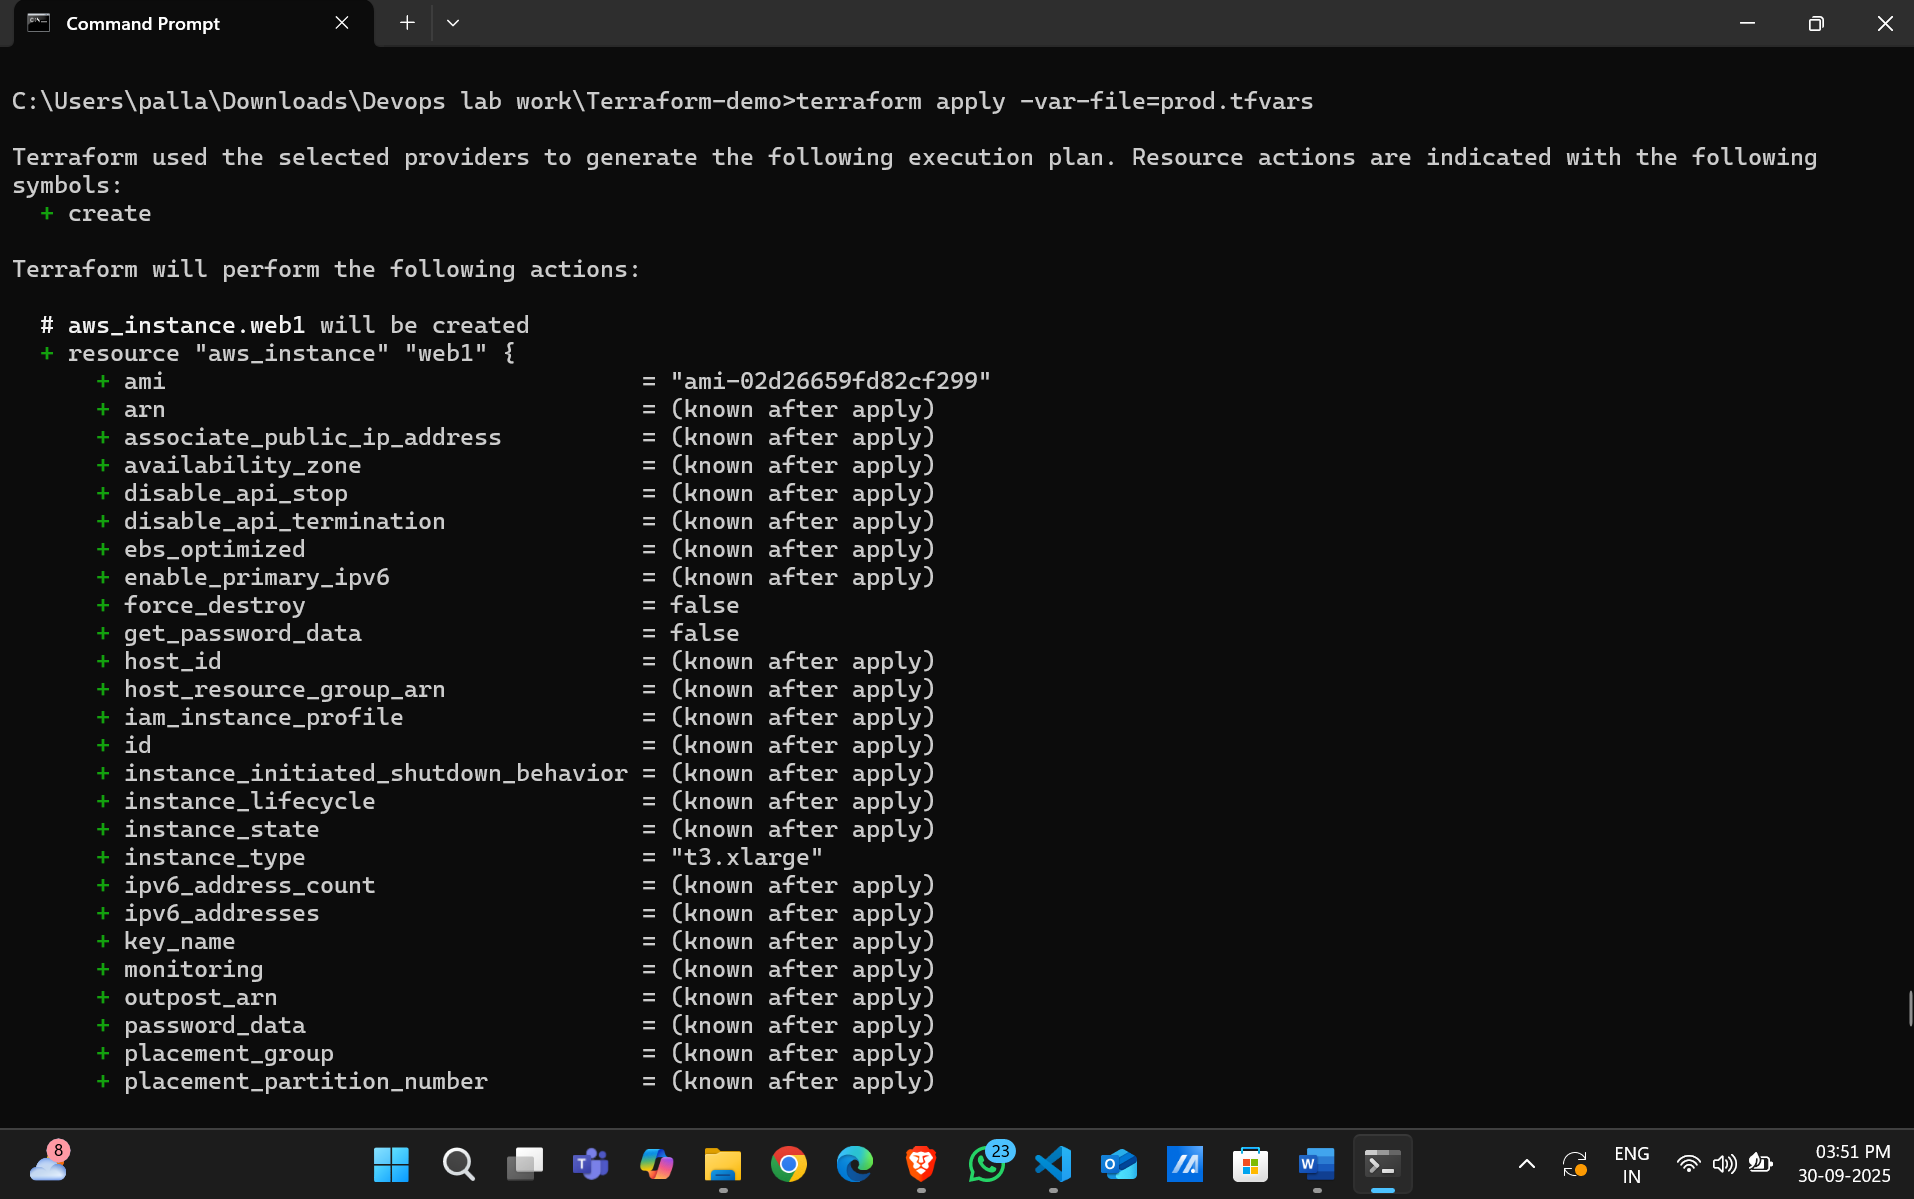 Command Prompt
C:\Users\palla\Downloads\Devops lab work\Terraform-demo>terraform apply -var-file=prod.tfvars
Terraform used the selected providers to generate the following execution plan. Resource actions are indicated with the following
symbols:
  + create
Terraform will perform the following actions:
  # aws_instance.web1 will be created
  + resource "aws_instance" "web1" {
      + ami                                  = "ami-02d26659fd82cf299"
      + arn                                  = (known after apply)
      + associate_public_ip_address          = (known after apply)
      + availability_zone                    = (known after apply)
      + disable_api_stop                     = (known after apply)
      + disable_api_termination              = (known after apply)
      + ebs_optimized                        = (known after apply)
      + enable_primary_ipv6                  = (known after apply)
      + force_destroy                        = false
      + get_password_data                    = false
      + host_id                              = (known after apply)
      + host_resource_group_arn              = (known after apply)
      + iam_instance_profile                 = (known after apply)
      + id                                   = (known after apply)
      + instance_initiated_shutdown_behavior = (known after apply)
      + instance_lifecycle                   = (known after apply)
      + instance_state                       = (known after apply)
      + instance_type                        = "t3.xlarge"
      + ipv6_address_count                   = (known after apply)
      + ipv6_addresses                       = (known after apply)
      + key_name                             = (known after apply)
      + monitoring                           = (known after apply)
      + outpost_arn                          = (known after apply)
      + password_data                        = (known after apply)
      + placement_group                      = (known after apply)
      + placement_partition_number           = (known after apply)
8
23
ENG
IN
03:51 PM
30-09-2025